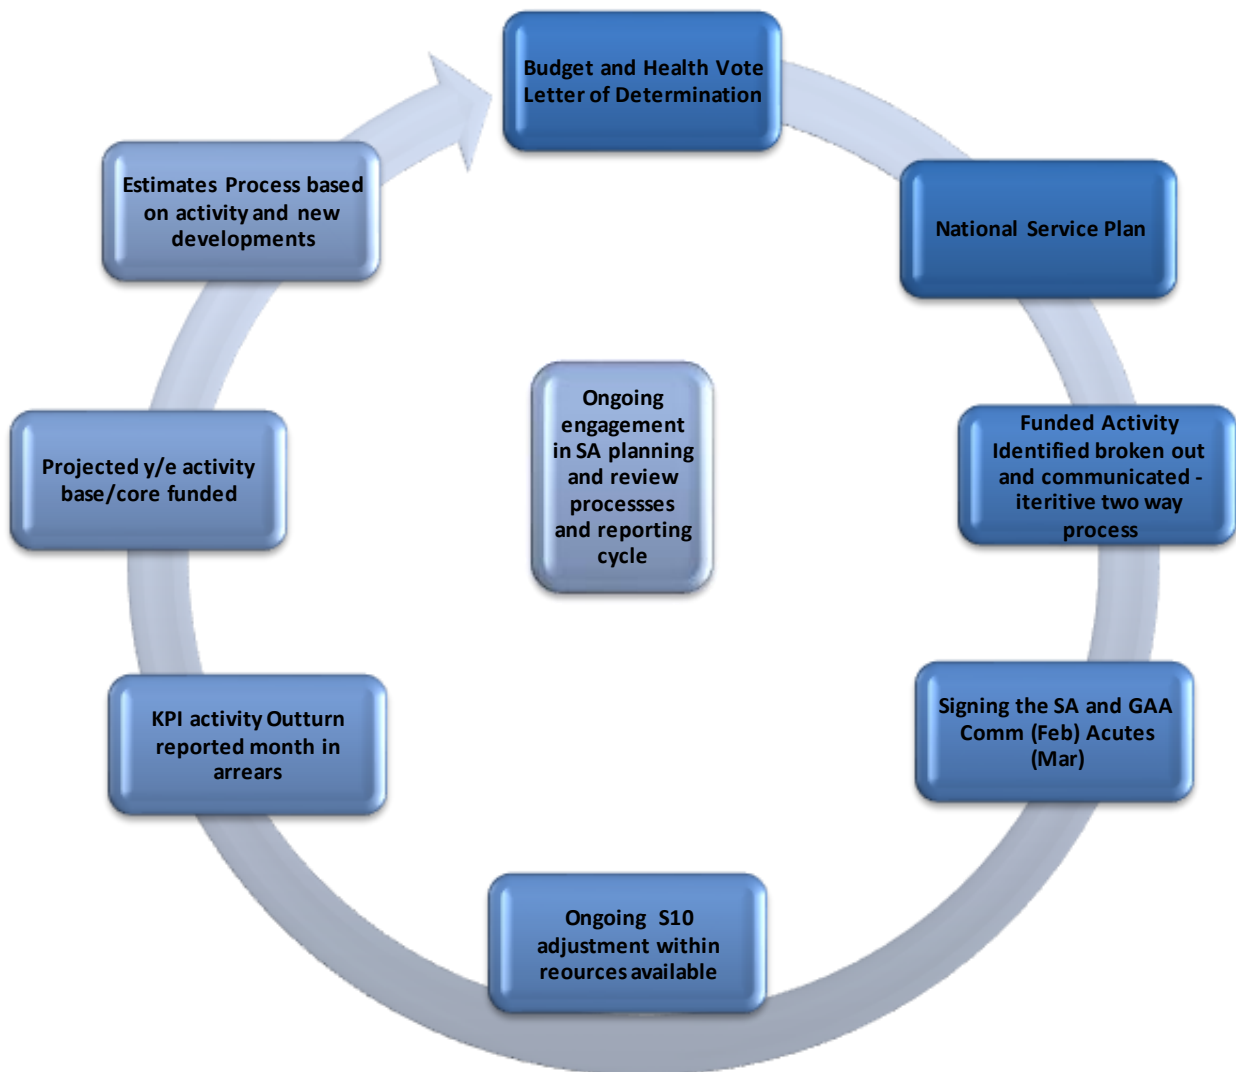 Budget and Health Vote
Letter of Determination
National Service Plan
Funded Activity
Identified broken out
and communicated -
iteritive two way
process
Signing the SA and GAA
Comm (Feb) Acutes
(Mar)
Ongoing S10
adjustment within
reources available
KPI activity Outturn
reported month in
arrears
Projected y/e activity
base/core funded
Estimates Process based
on activity and new
developments
Ongoing
engagement
in SA planning
and review
processses
and reporting
cycle